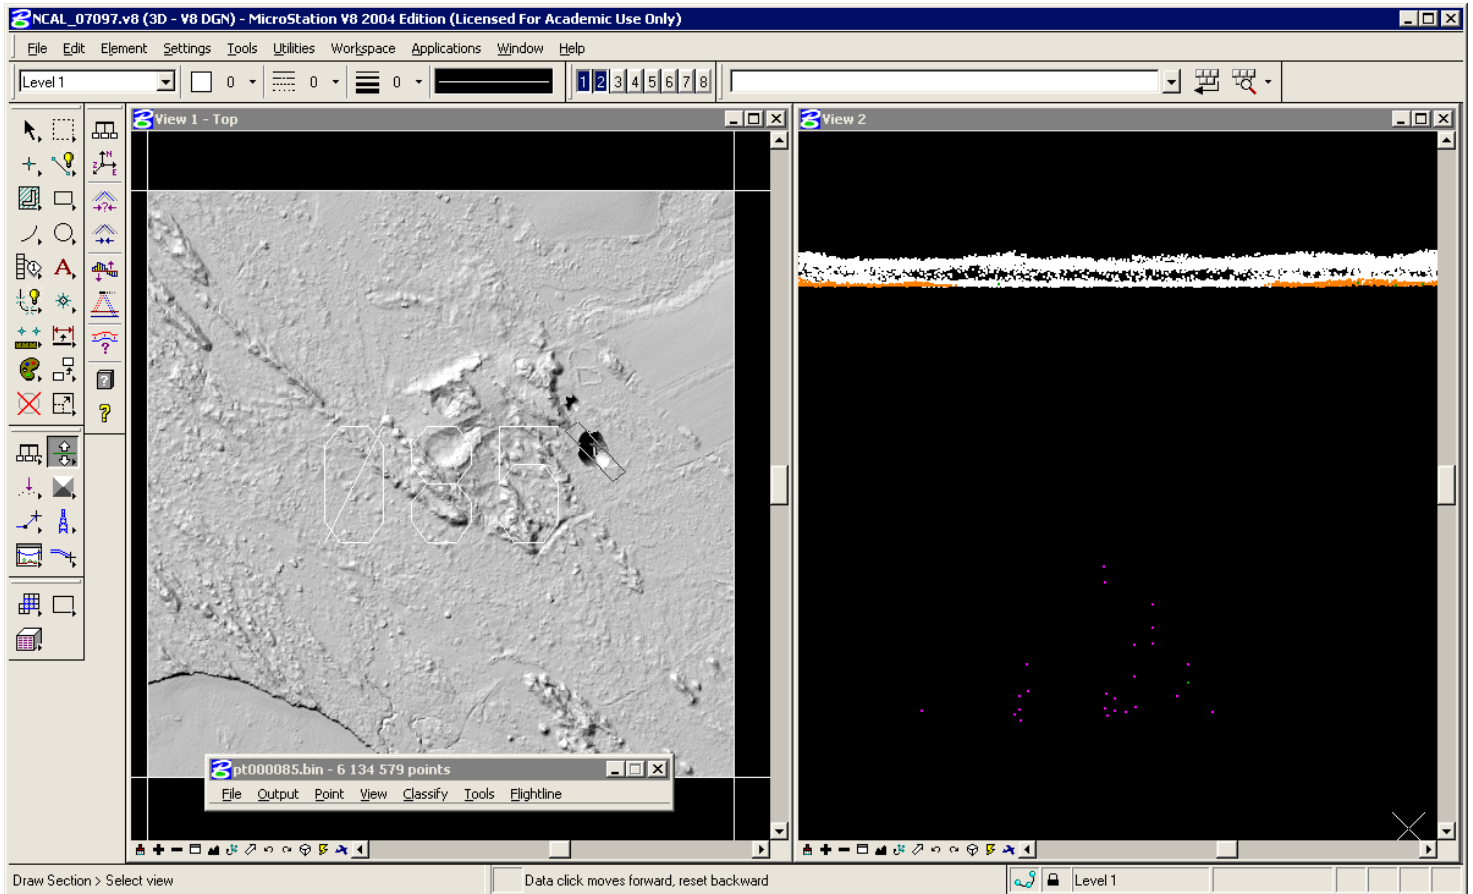 NCAL_07097.v8 (3D - V8 DGN) - MicroStation V8 2004 Edition (Licensed For Academic Use Only)
File Edit Element Settings Tools Utilities Workspace Applications Window Help
Level 1 0 0 0 1 2 3 4 5 6 7 8
View 1 - Top
View 2
085
pt000085.bin - 6 134 579 points
File Output Point View Classify Tools Flightline
Draw Section > Select view Data click moves forward, reset backward Level 1